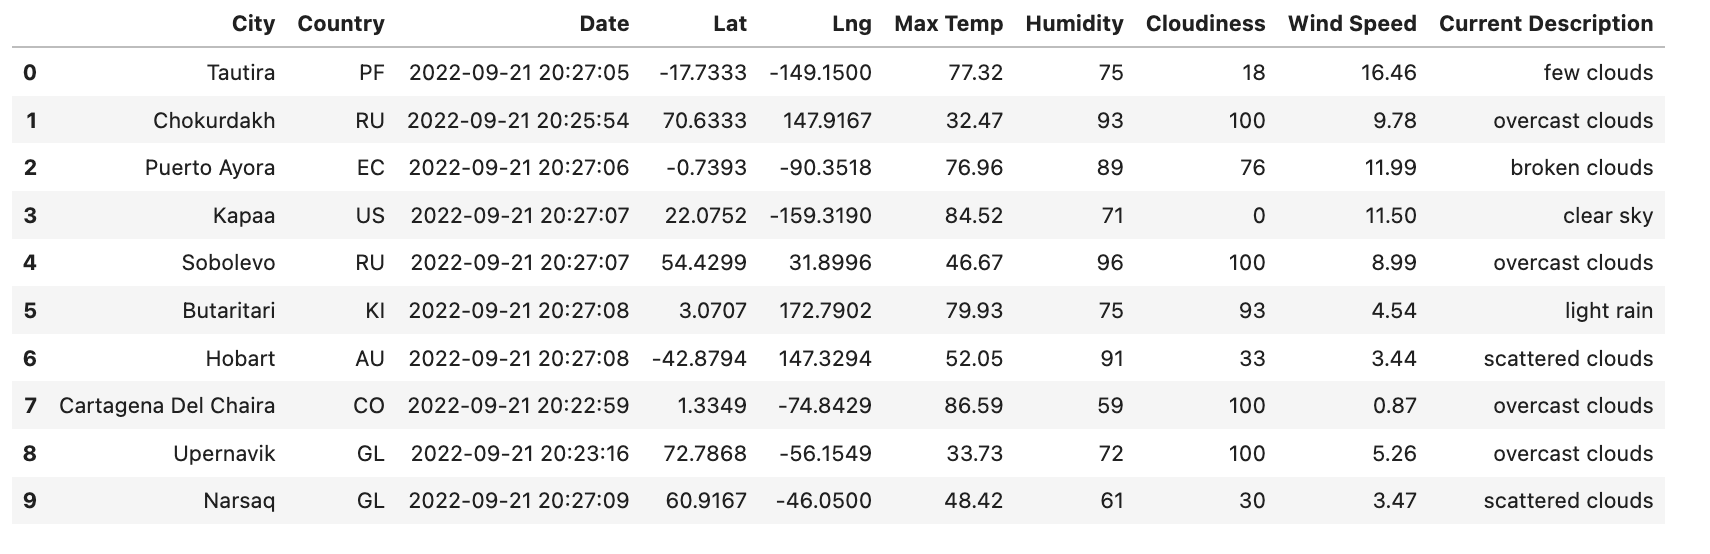 City Country Date Lat Lng Max Temp Humidity Cloudiness Wind Speed Current Description
0 Tautira PF 2022-09-21 20:27:05 -17.7333 -149.1500 77.32 75 18 16.46 few clouds
1 Chokurdakh RU 2022-09-21 20:25:54 70.6333 147.9167 32.47 93 100 9.78 overcast clouds
2 Puerto Ayora EC 2022-09-21 20:27:06 -0.7393 -90.3518 76.96 89 76 11.99 broken clouds
3 Kapaa US 2022-09-21 20:27:07 22.0752 -159.3190 84.52 71 0 11.50 clear sky
4 Sobolevo RU 2022-09-21 20:27:07 54.4299 31.8996 46.67 96 100 8.99 overcast clouds
5 Butaritari KI 2022-09-21 20:27:08 3.0707 172.7902 79.93 75 93 4.54 light rain
6 Hobart AU 2022-09-21 20:27:08 -42.8794 147.3294 52.05 91 33 3.44 scattered clouds
7 Cartagena Del Chaira CO 2022-09-21 20:22:59 1.3349 -74.8429 86.59 59 100 0.87 overcast clouds
8 Upernavik GL 2022-09-21 20:23:16 72.7868 -56.1549 33.73 72 100 5.26 overcast clouds
9 Narsaq GL 2022-09-21 20:27:09 60.9167 -46.0500 48.42 61 30 3.47 scattered clouds